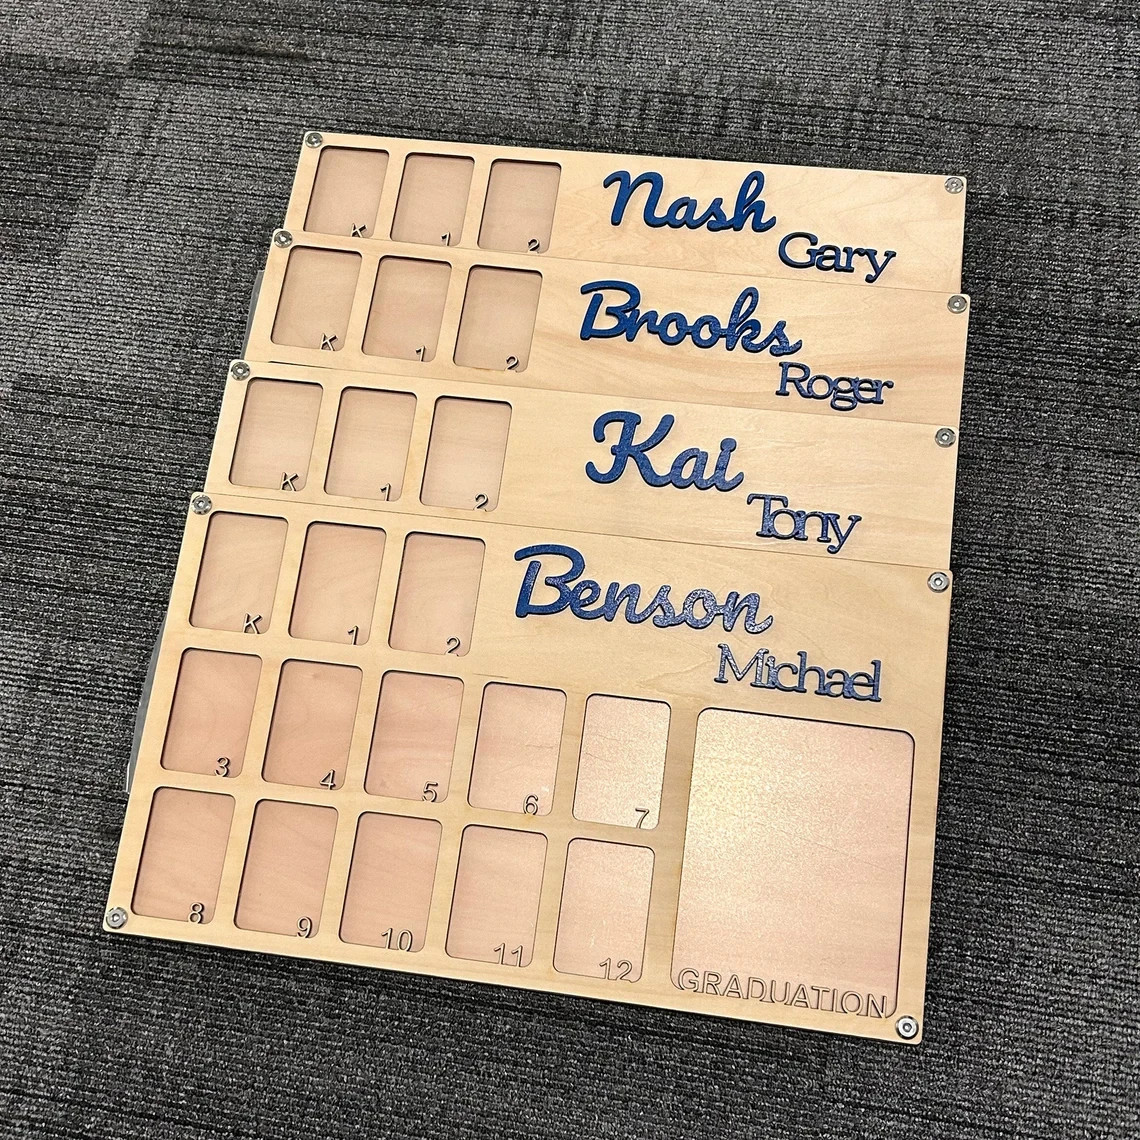 Nash
Gary
K 1 2
Brooks
Roger
K 1 2
Kai
Tony
K 1 2
Benson
Michael
K 1 2
3 4 5 6 7
8 9 10 11 12
GRADUATION